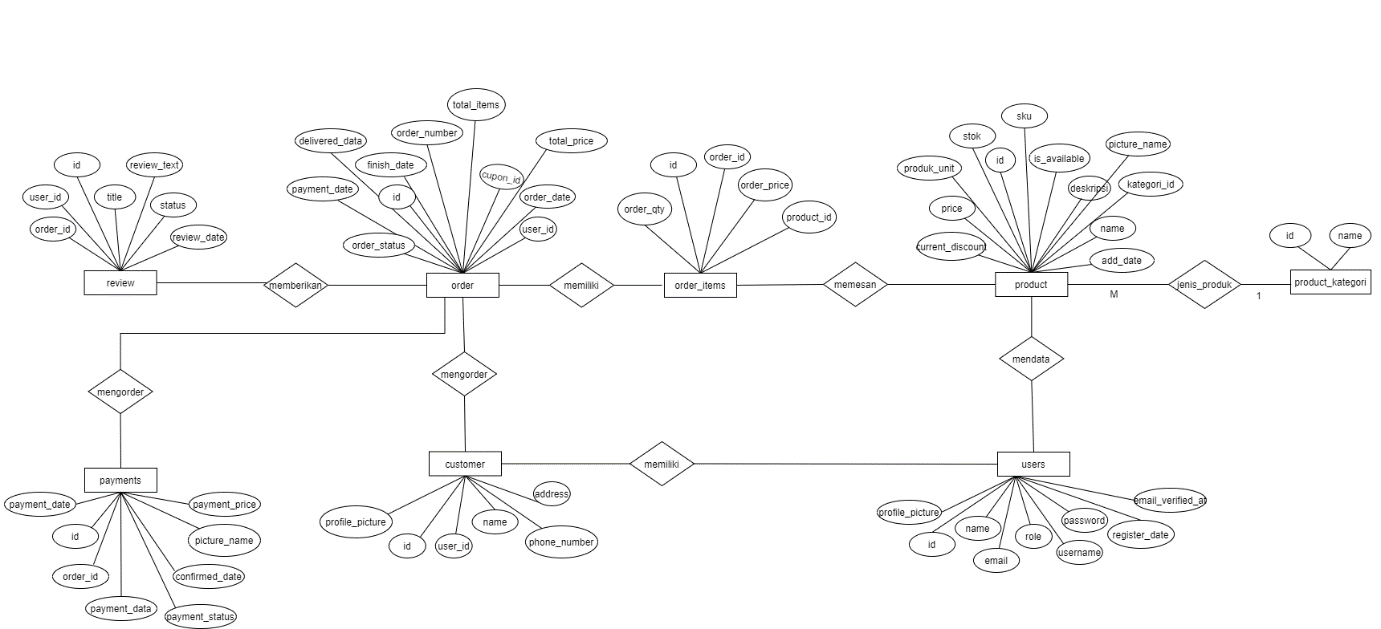 total_items
sku
order_number
stok
delivered_data
total_price
picture_name
finish_date
id
order_id
id
is_available
id
review_text
produk_unit
cupon_id
payment_date
order_price
deskripsi
kategori_id
user_id
title
id
order_date
status
order_qty
price
product_id
order_id
user_id
name
id
name
review_date
order_status
current_discount
add_date
review
memberikan
order
memiliki
order_items
memesan
product
jenis_produk
product_kategori
M
1
mendata
mengorder
mengorder
customer
memiliki
users
payments
address
email_verified_at
payment_date
payment_price
profile_picture
name
profile_picture
name
password
id
picture_name
id
user_id
phone_number
id
email
role
username
register_date
order_id
confirmed_date
payment_data
payment_status